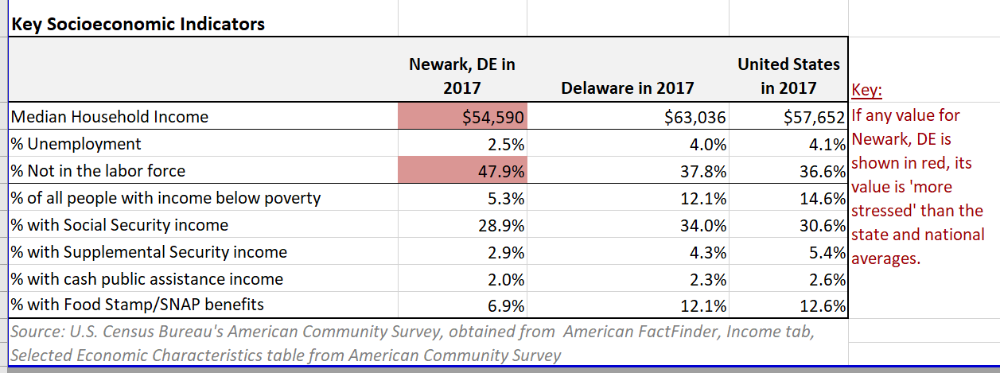 Key Socioeconomic Indicators
Newark, DE in
2017
Delaware in 2017
United States
in 2017
Key:
Median Household Income $54,590 $63,036 $57,652
% Unemployment 2.5% 4.0% 4.1%
% Not in the labor force 47.9% 37.8% 36.6%
% of all people with income below poverty 5.3% 12.1% 14.6%
% with Social Security income 28.9% 34.0% 30.6%
% with Supplemental Security income 2.9% 4.3% 5.4%
% with cash public assistance income 2.0% 2.3% 2.6%
% with Food Stamp/SNAP benefits 6.9% 12.1% 12.6%
If any value for
Newark, DE is
shown in red, its
value is 'more
stressed' than the
state and national
averages.
Source: U.S. Census Bureau's American Community Survey, obtained from  American FactFinder, Income tab,
Selected Economic Characteristics table from American Community Survey